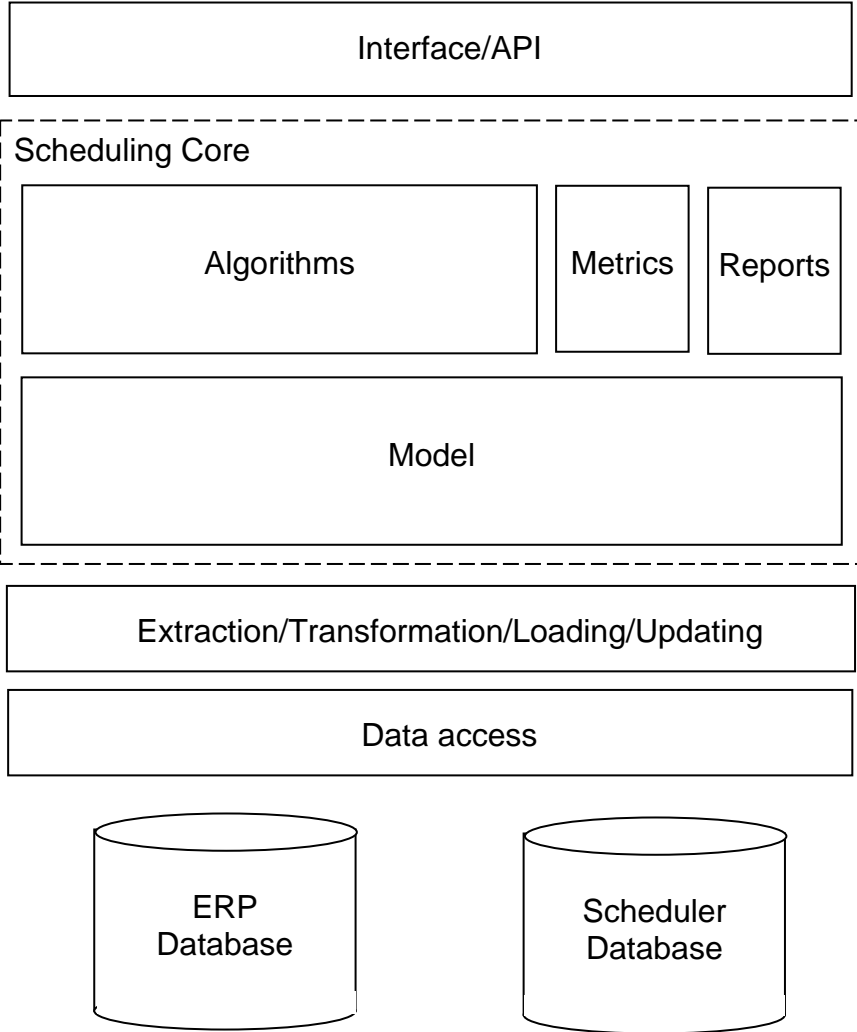 Interface/API
Scheduling Core
Algorithms
Metrics
Reports
Model
Extraction/Transformation/Loading/Updating
Data access
ERP
Database
Scheduler
Database